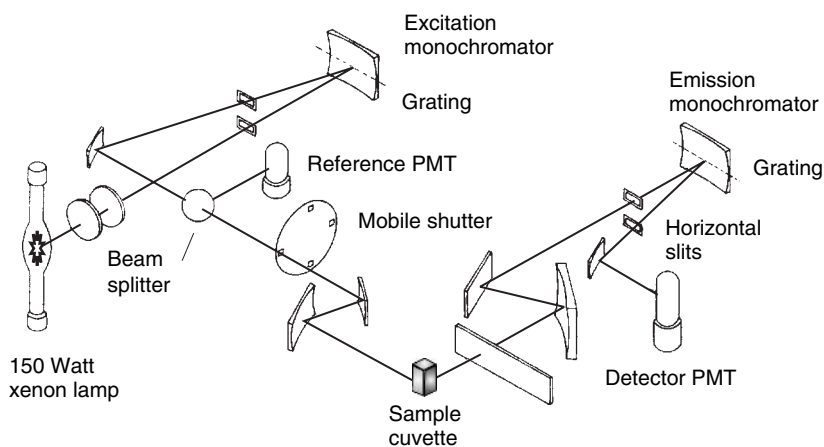 Excitation
monochromator
Grating
Emission
monochromator
Grating
Reference PMT
Mobile shutter
Horizontal
slits
Beam
splitter
150 Watt
xenon lamp
Detector PMT
Sample
cuvette